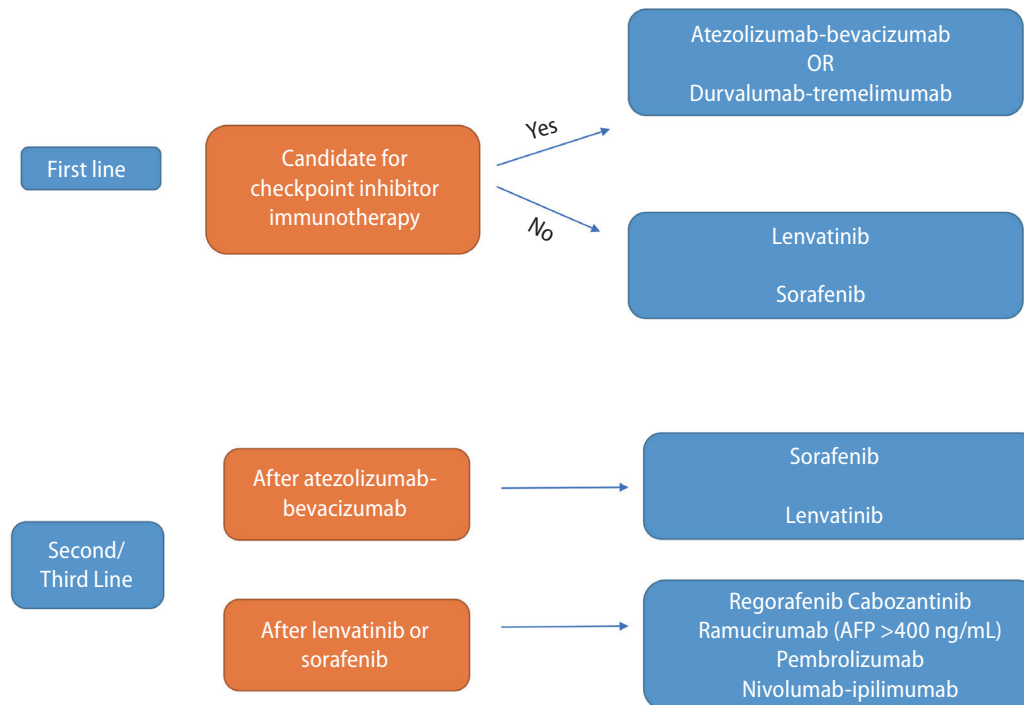 First line
Candidate for
checkpoint inhibitor
immunotherapy
Yes
No
Atezolizumab-bevacizumab
OR
Durvalumab-tremelimumab
Lenvatinib
Sorafenib
Second/
Third Line
After atezolizumab-
bevacizumab
Sorafenib
Lenvatinib
After lenvatinib or
sorafenib
Regorafenib Cabozantinib
Ramucirumab (AFP >400 ng/mL)
Pembrolizumab
Nivolumab-ipilimumab